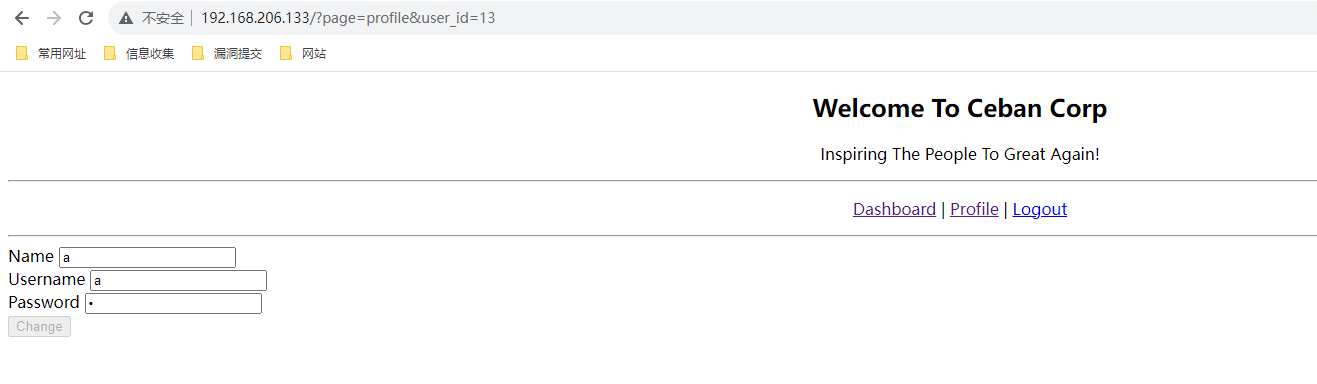 不安全 192.168.206.133/?page=profile&user_id=13
常用网址 信息收集 漏洞提交 网站
Welcome To Ceban Corp
Inspiring The People To Great Again!
Dashboard | Profile | Logout
Name a
Username a
Password •
Change